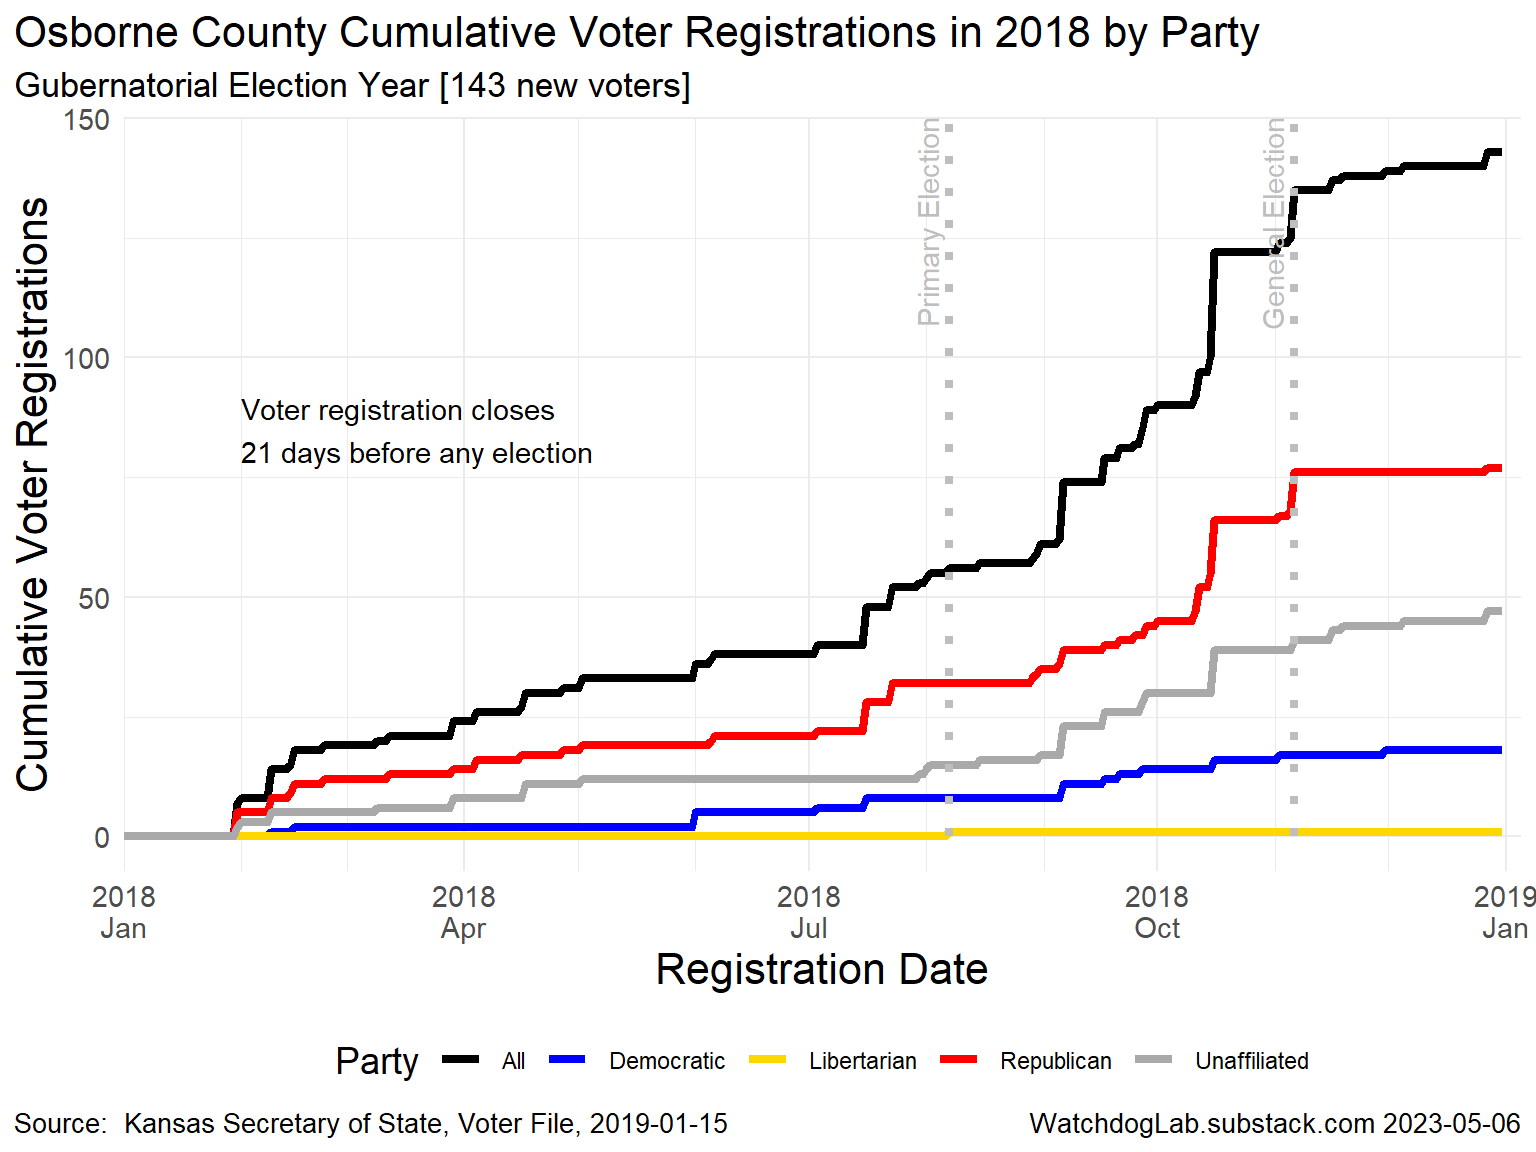 Osborne County Cumulative Voter Registrations in 2018 by Party
Gubernatorial Election Year [143 new voters]
Cumulative Voter Registrations
150
100
50
0
Primary Election
General Election
Voter registration closes
21 days before any election
2018
Jan
2018
Apr
2018
Jul
2018
Oct
2019
Jan
Registration Date
Party
All
Democratic
Libertarian
Republican
Unaffiliated
Source:  Kansas Secretary of State, Voter File, 2019-01-15
WatchdogLab.substack.com 2023-05-06